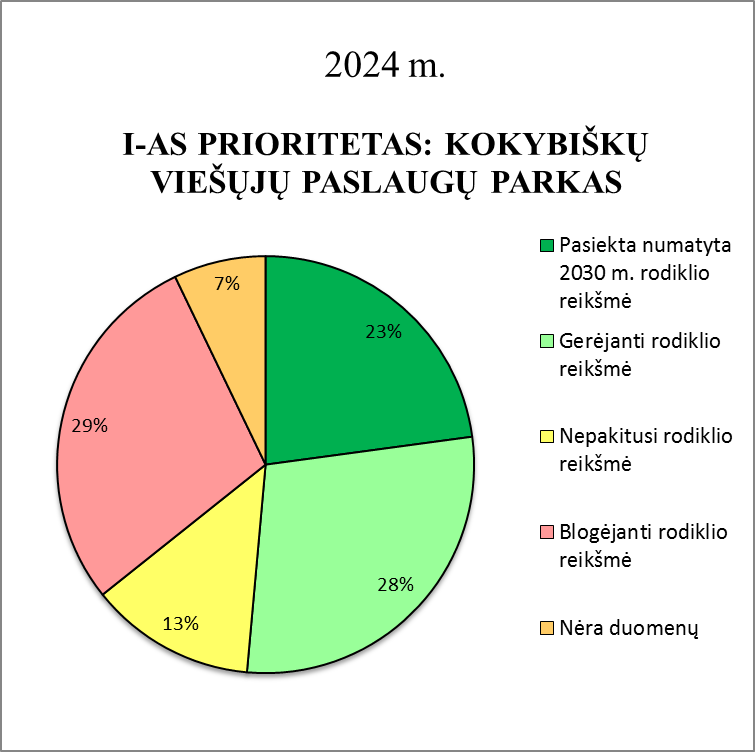 2024 m.
I-AS PRIORITETAS: KOKYBIŠKŲ
VIEŠŲJŲ PASLAUGŲ PARKAS
7%
23%
29%
28%
13%
Pasiekta numatyta
2030 m. rodiklio
reikšmė
Gerėjanti rodiklio
reikšmė
Nepakitusi rodiklio
reikšmė
Blogėjanti rodiklio
reikšmė
Nėra duomenų